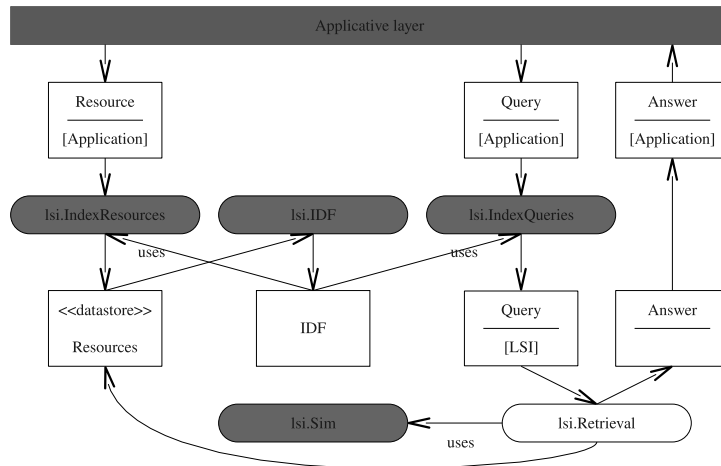 Applicative layer
Resource
[Application]
Query
[Application]
Answer
[Application]
lsi.IndexResources
lsi.IDF
lsi.IndexQueries
uses
uses
<<datastore>>
Resources
IDF
Query
[LSI]
Answer
lsi.Sim
lsi.Retrieval
uses